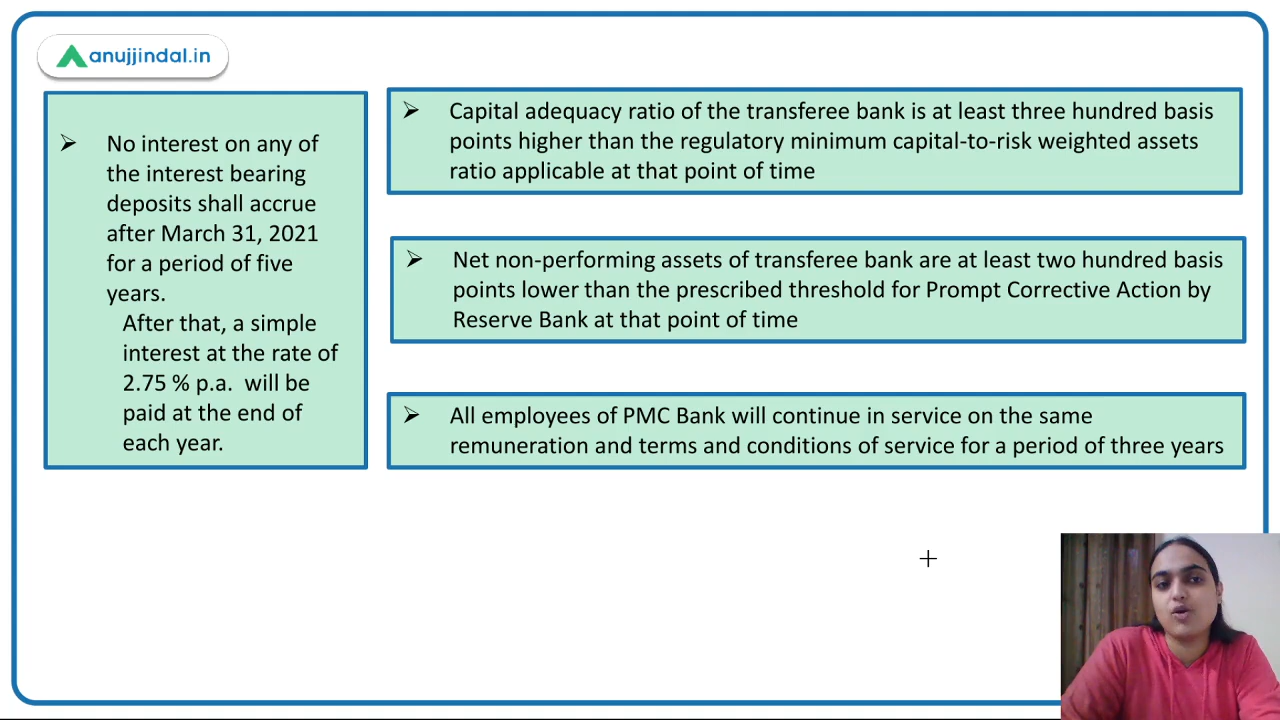 anujjindal.in
No interest on any of
the interest bearing
deposits shall accrue
after March 31, 2021
for a period of five
years.
After that, a simple
interest at the rate of
2.75 % p.a. will be
paid at the end of
each year.
Capital adequacy ratio of the transferee bank is at least three hundred basis
points higher than the regulatory minimum capital-to-risk weighted assets
ratio applicable at that point of time
Net non-performing assets of transferee bank are at least two hundred basis
points lower than the prescribed threshold for Prompt Corrective Action by
Reserve Bank at that point of time
All employees of PMC Bank will continue in service on the same
remuneration and terms and conditions of service for a period of three years